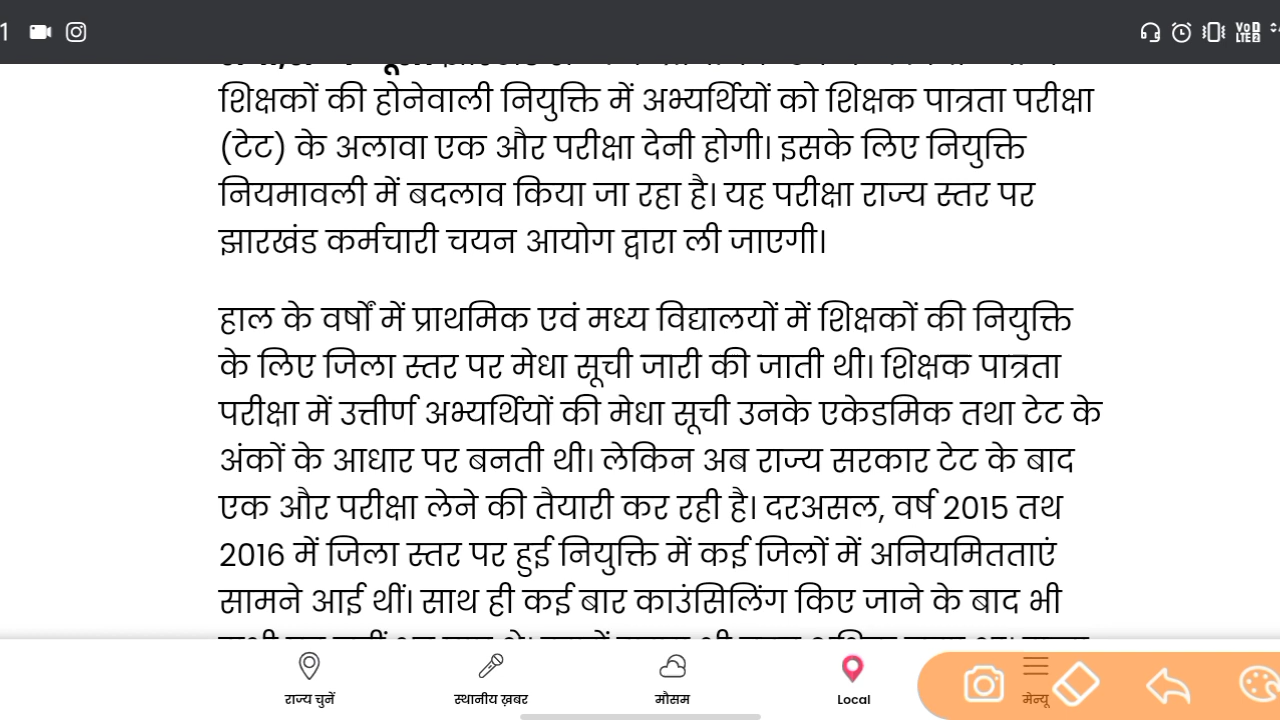 शिक्षकों की होनेवाली नियुक्ति में अभ्यर्थियों को शिक्षक पात्रता परीक्षा
(टेट) के अलावा एक और परीक्षा देनी होगी। इसके लिए नियुक्ति
नियमावली में बदलाव किया जा रहा है। यह परीक्षा राज्य स्तर पर
झारखंड कर्मचारी चयन आयोग द्वारा ली जाएगी।
हाल के वर्षों में प्राथमिक एवं मध्य विद्यालयों में शिक्षकों की नियुक्ति
के लिए जिला स्तर पर मेधा सूची जारी की जाती थी। शिक्षक पात्रता
परीक्षा में उत्तीर्ण अभ्यर्थियों की मेधा सूची उनके एकेडमिक तथा टेट के
अंकों के आधार पर बनती थी। लेकिन अब राज्य सरकार टेट के बाद
एक और परीक्षा लेने की तैयारी कर रही है। दरअसल, वर्ष 2015 तथ
2016 में जिला स्तर पर हुई नियुक्ति में कई जिलों में अनियमितताएं
सामने आई थीं। साथ ही कई बार काउंसिलिंग किए जाने के बाद भी
राज्य चुनें स्थानीय ख़बर मौसम Local मेन्यू